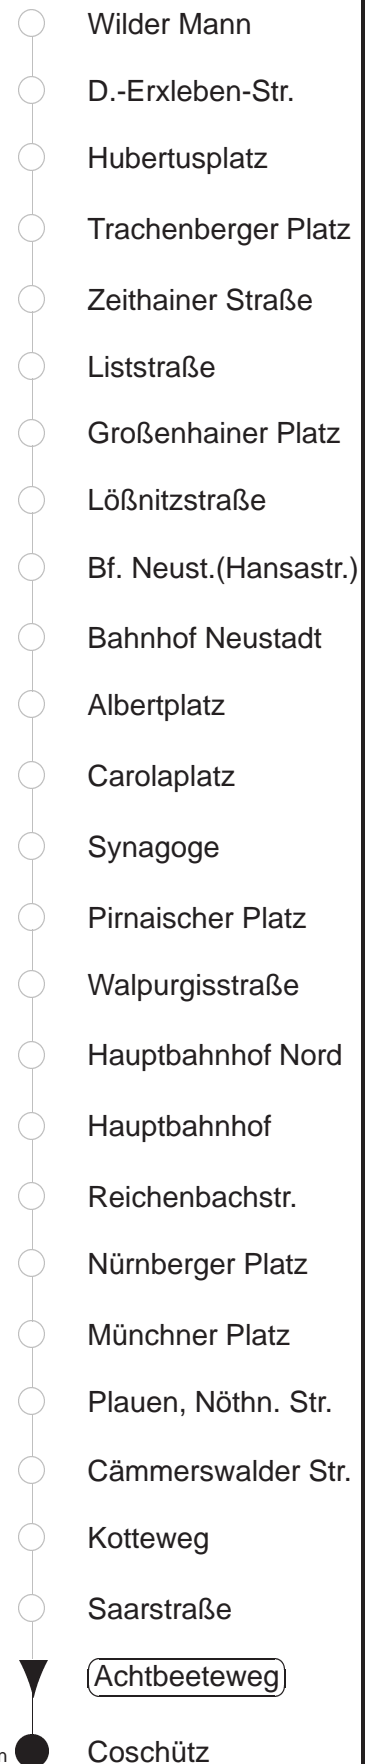 Wilder Mann
D.-Erxleben-Str.
Hubertusplatz
Trachenberger Platz
Zeithainer Straße
Liststraße
Großenhainer Platz
Lößnitzstraße
Bf. Neust.(Hansastr.)
Bahnhof Neustadt
Albertplatz
Carolaplatz
Synagoge
Pirnaischer Platz
Walpurgisstraße
Hauptbahnhof Nord
Hauptbahnhof
Reichenbachstr.
Nürnberger Platz
Münchner Platz
Plauen, Nöthn. Str.
Cämmerswalder Str.
Kotteweg
Saarstraße
Achtbeeteweg
Coschütz